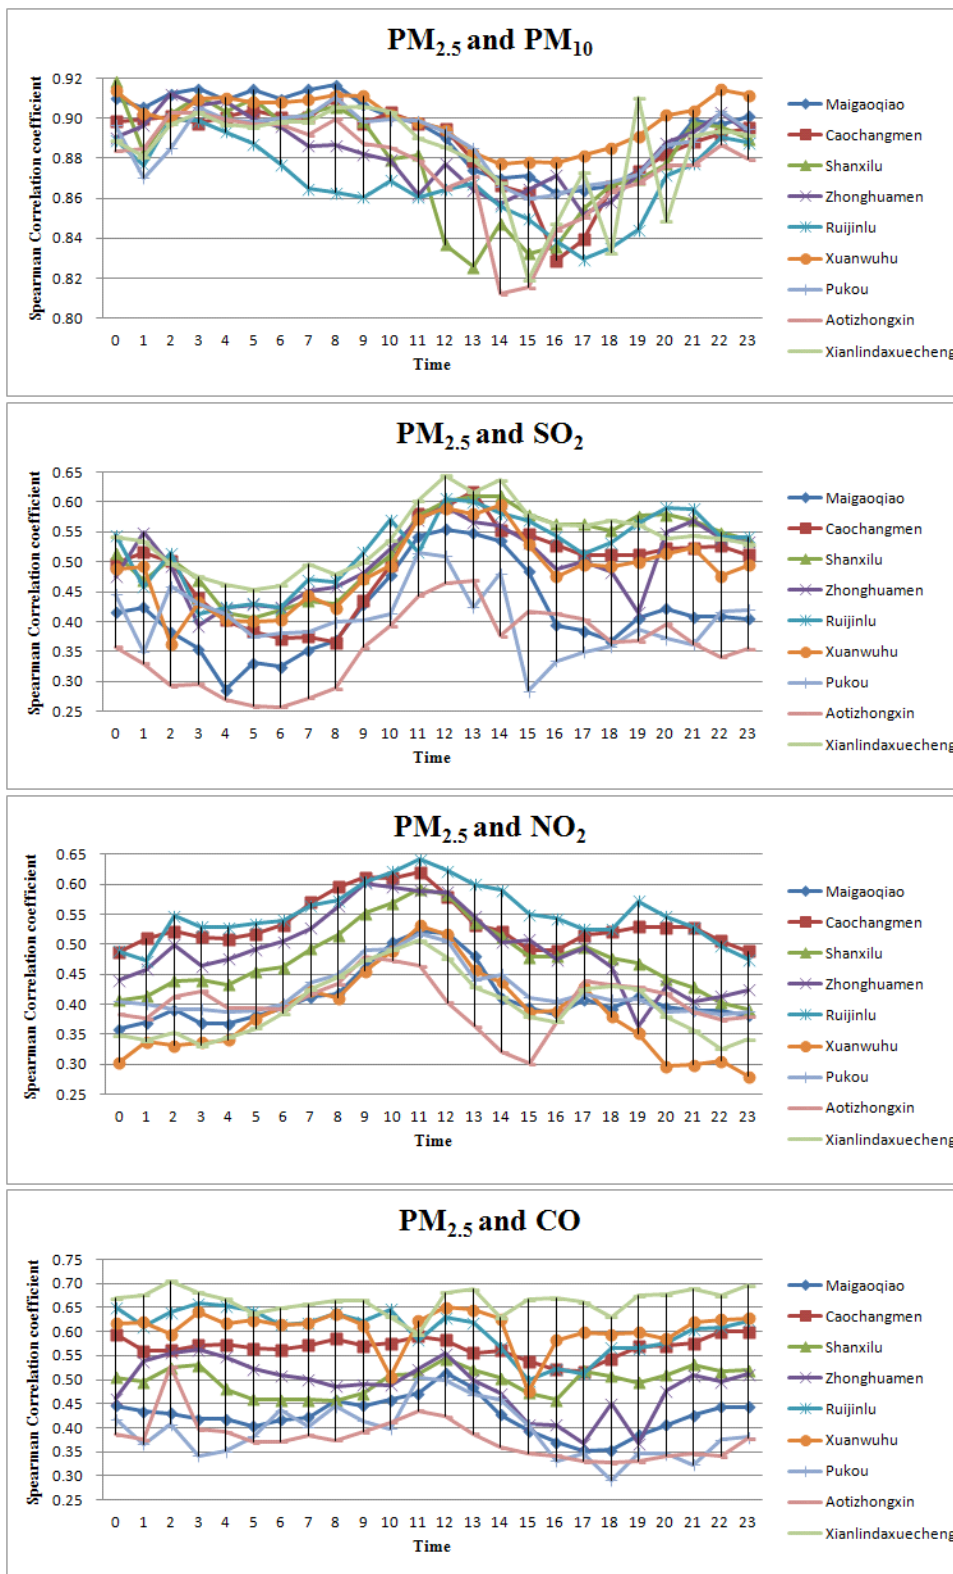 PM2.5 and PM10
Spearman Correlation coefficient
0.92
0.90
0.88
0.86
0.84
0.82
0.80
0 1 2 3 4 5 6 7 8 9 10 11 12 13 14 15 16 17 18 19 20 21 22 23
Time
Maigaoqiao
Caochangmen
Shanxilu
Zhonghuamen
Ruijinlu
Xuanwuhu
Pukou
Aotizhongxin
Xianlindaxuecheng
PM2.5 and SO2
Spearman Correlation coefficient
0.65
0.60
0.55
0.50
0.45
0.40
0.35
0.30
0.25
0 1 2 3 4 5 6 7 8 9 10 11 12 13 14 15 16 17 18 19 20 21 22 23
Time
Maigaoqiao
Caochangmen
Shanxilu
Zhonghuamen
Ruijinlu
Xuanwuhu
Pukou
Aotizhongxin
Xianlindaxuecheng
PM2.5 and NO2
Spearman Correlation coefficient
0.65
0.60
0.55
0.50
0.45
0.40
0.35
0.30
0.25
0 1 2 3 4 5 6 7 8 9 10 11 12 13 14 15 16 17 18 19 20 21 22 23
Time
Maigaoqiao
Caochangmen
Shanxilu
Zhonghuamen
Ruijinlu
Xuanwuhu
Pukou
Aotizhongxin
Xianlindaxuecheng
PM2.5 and CO
Spearman Correlation coefficient
0.75
0.70
0.65
0.60
0.55
0.50
0.45
0.40
0.35
0.30
0.25
0 1 2 3 4 5 6 7 8 9 10 11 12 13 14 15 16 17 18 19 20 21 22 23
Time
Maigaoqiao
Caochangmen
Shanxilu
Zhonghuamen
Ruijinlu
Xuanwuhu
Pukou
Aotizhongxin
Xianlindaxuecheng